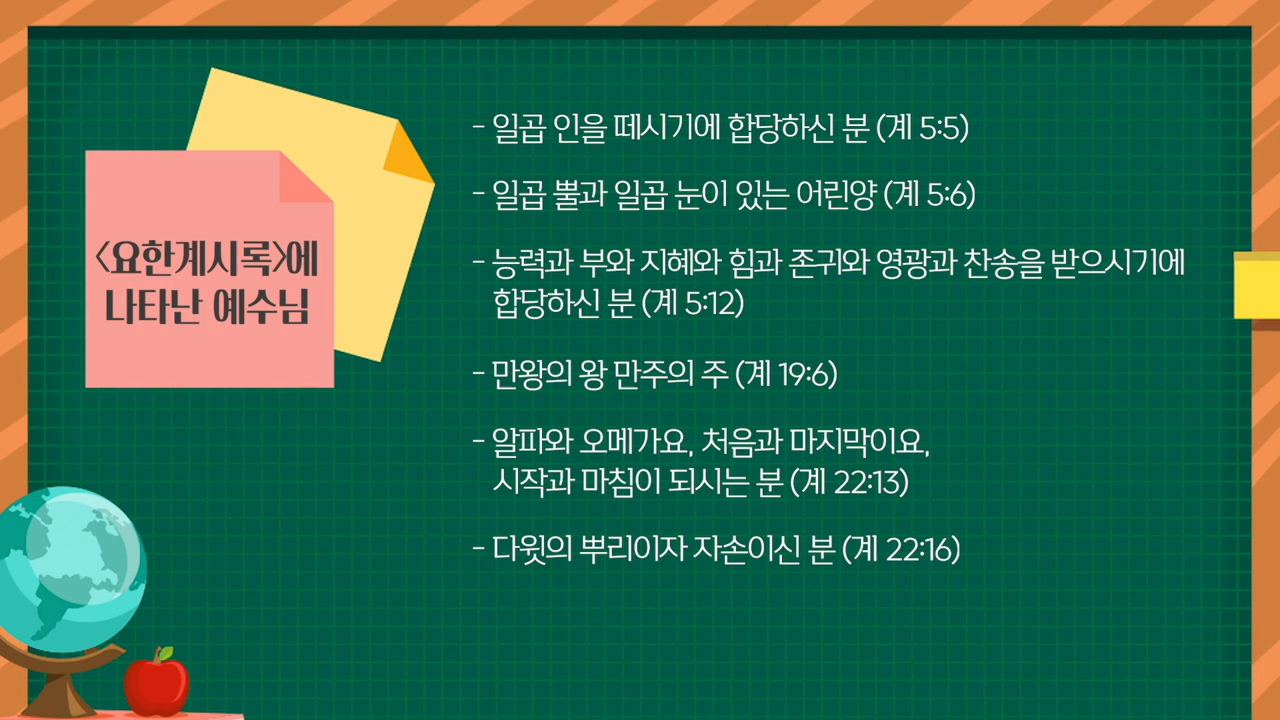 <요한계시록>에
나타난 예수님
- 일곱 인을 떼시기에 합당하신 분 (계 5:5)
- 일곱 뿔과 일곱 눈이 있는 어린양 (계 5:6)
- 능력과 부와 지혜와 힘과 존귀와 영광과 찬송을 받으시기에
합당하신 분 (계 5:12)
- 만왕의 왕 만주의 주 (계 19:6)
- 알파와 오메가요, 처음과 마지막이요,
시작과 마침이 되시는 분 (계 22:13)
- 다윗의 뿌리이자 자손이신 분 (계 22:16)